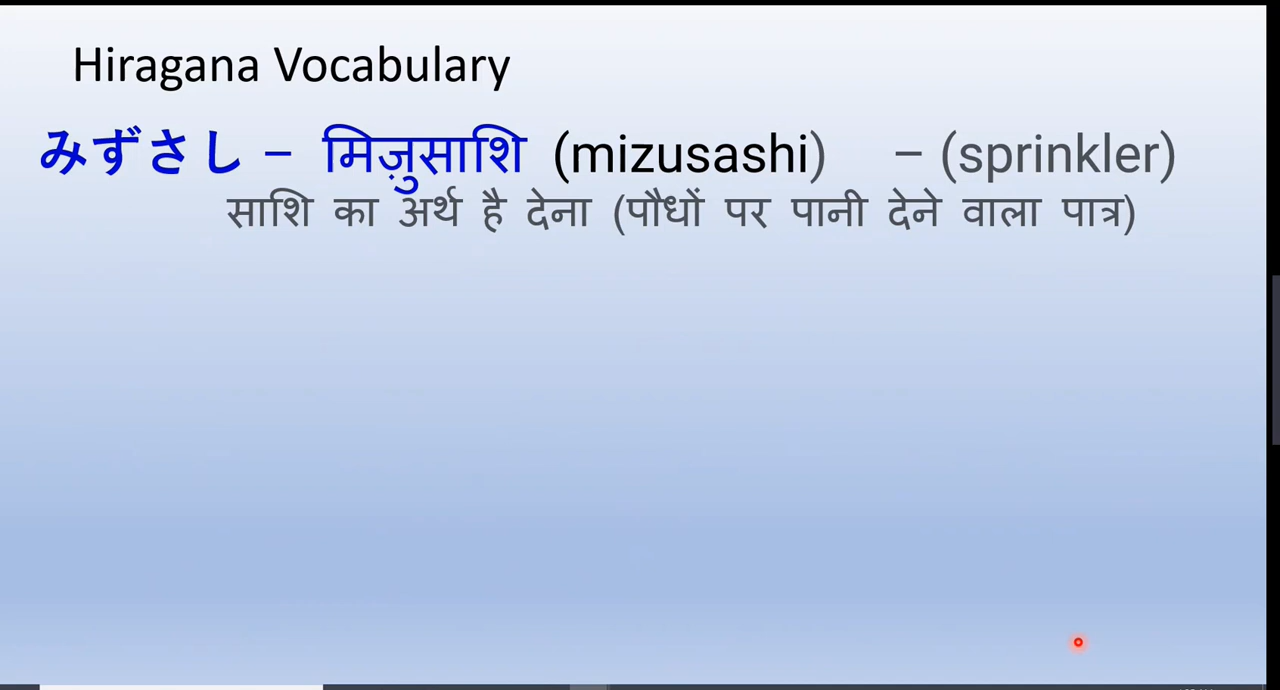 Hiragana Vocabulary
みずさし – मिज़ुसाशि (mizusashi) – (sprinkler)
साशि का अर्थ है देना (पौधों पर पानी देने वाला पात्र)